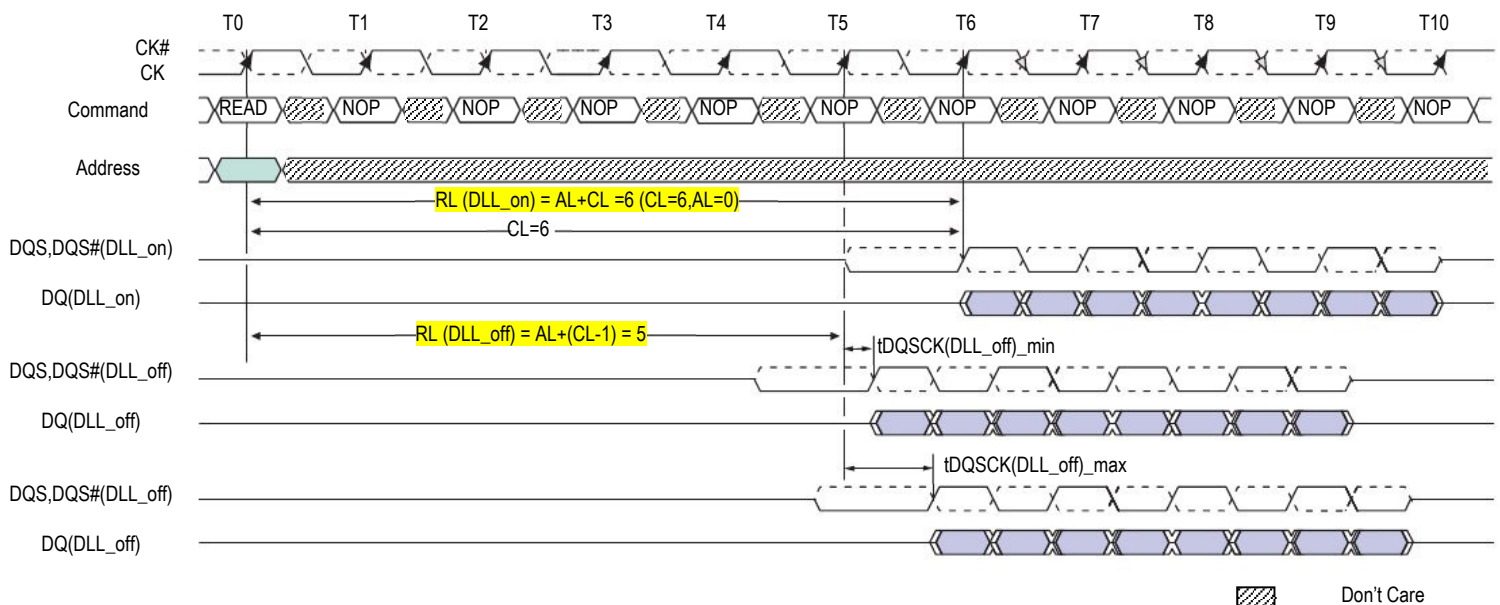 T0 T1 T2 T3 T4 T5 T6 T7 T8 T9 T10
CK#
CK
Command READ NOP NOP NOP NOP NOP NOP NOP NOP NOP NOP
Address
RL (DLL_on) = AL+CL =6 (CL=6,AL=0)
CL=6
DQS,DQS#(DLL_on)
DQ(DLL_on)
RL (DLL_off) = AL+(CL-1) = 5
tDQSCK(DLL_off)_min
DQS,DQS#(DLL_off)
DQ(DLL_off)
tDQSCK(DLL_off)_max
DQS,DQS#(DLL_off)
DQ(DLL_off)
Don't Care